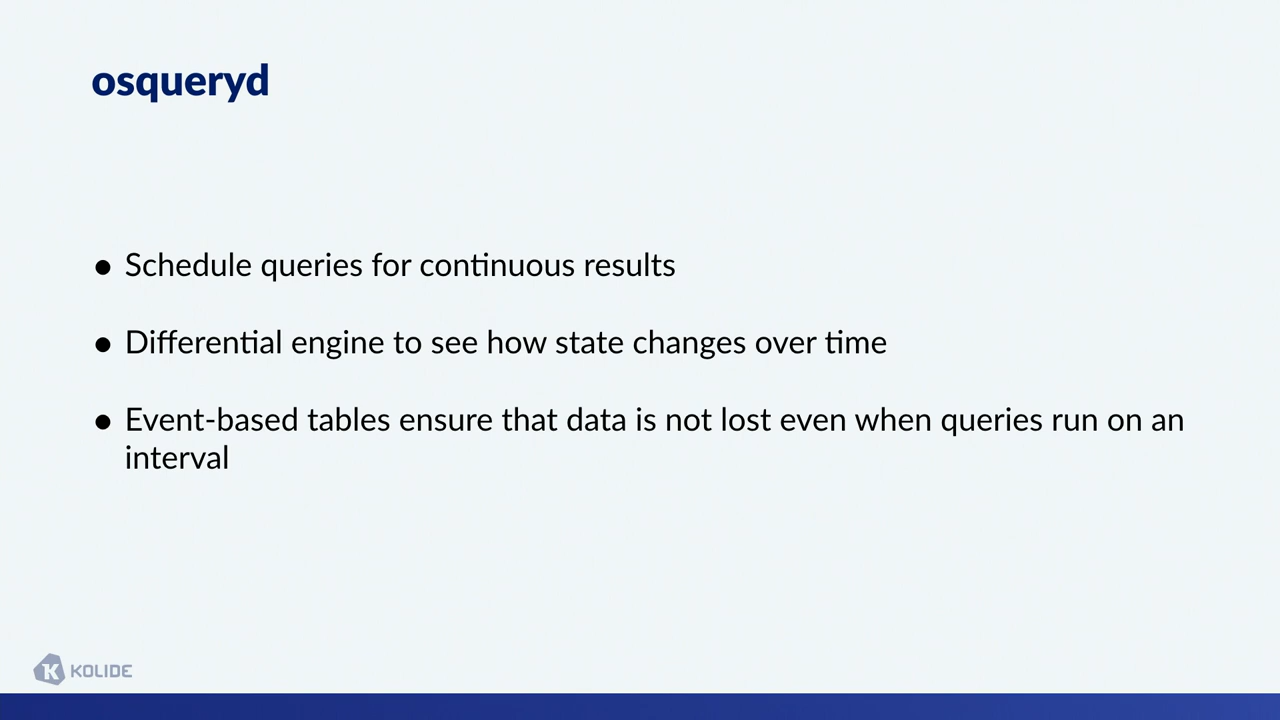 osqueryd
● Schedule queries for continuous results
● Differential engine to see how state changes over time
● Event-based tables ensure that data is not lost even when queries run on an
interval
KOLIDE